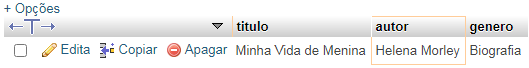 + Opções
titulo autor genero
Edita Copiar Apagar Minha Vida de Menina Helena Morley Biografia